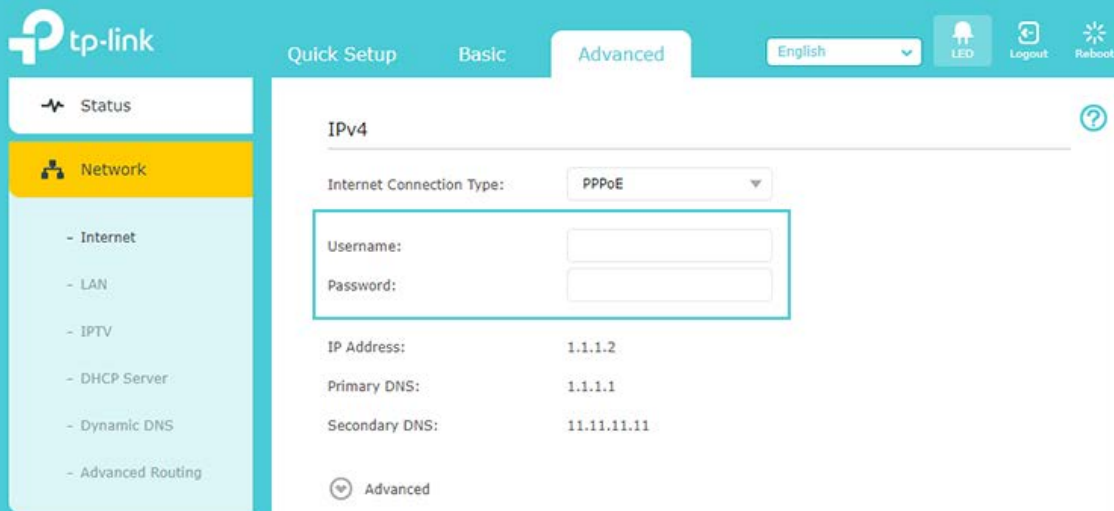 tp-link
Quick Setup Basic Advanced English LED Logout Reboot
Status
Network
- Internet
- LAN
- IPTV
- DHCP Server
- Dynamic DNS
- Advanced Routing
IPv4
?
Internet Connection Type: PPPoE
Username:
Password:
IP Address: 1.1.1.2
Primary DNS: 1.1.1.1
Secondary DNS: 11.11.11.11
Advanced